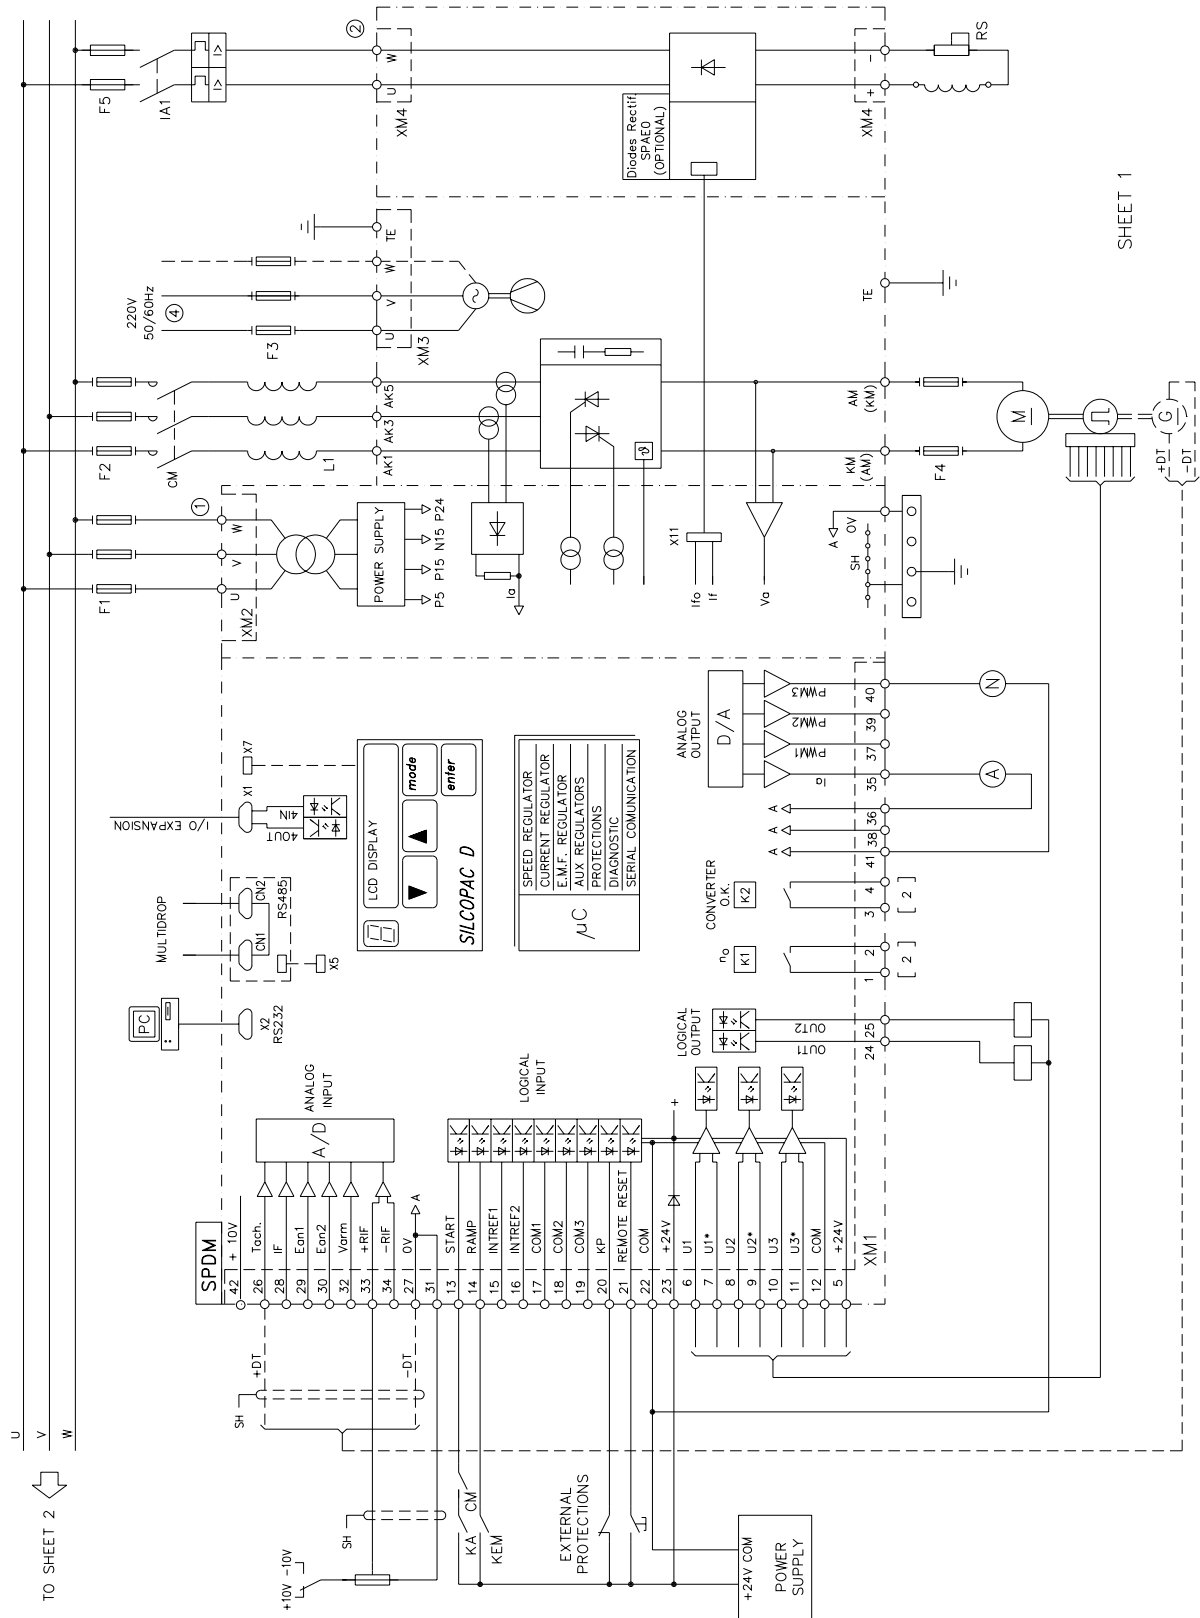 TO SHEET 2
U
V
W
F1
F2
F5
CM
IA1
I>
I>
220V
50/60Hz
4
F3
1
2
L1
XM2
U
V
W
AK1
AK3
AK5
XM3
U
V
W
TE
XM4
U
W
POWER SUPPLY
P5
P15
N15
P24
Ia
Diodes Rectif.
SPAE0
(OPTIONAL)
X11
Ifo
If
Va
A
0V
SH
KM
(AM)
AM
(KM)
TE
XM4
+
-
RS
F4
M
G
+DT
-DT
SHEET 1
PC
X2
RS232
MULTIDROP
CN1
CN2
RS485
X5
I/O EXPANSION
X1
X7
4OUT
4IN
LCD DISPLAY
mode
enter
SILCOPAC D
µC
SPEED REGULATOR
CURRENT REGULATOR
E.M.F. REGULATOR
AUX REGULATORS
PROTECTIONS
DIAGNOSTIC
SERIAL COMUNICATION
SPDM
42 + 10V
26 Tach.
28 IF
29 Ean1
30 Ean2
32 Varm
33 +RIF
34 -RIF
27 0V
31
13 START
14 RAMP
15 INTREF1
16 INTREF2
17 COM1
18 COM2
19 COM3
20 KP
21 REMOTE RESET
22 COM
23 +24V
6 U1
7 U1*
8 U2
9 U2*
10 U3
11 U3*
12 COM
5 +24V
XM1
A/D
ANALOG
INPUT
A
LOGICAL
INPUT
+
LOGICAL
OUTPUT
OUT1
OUT2
24
25
no
K1
1
2
[ 2 ]
CONVERTER
O.K.
K2
3
4
[ 2 ]
A
A
A
41
38
36
35
37
39
40
ANALOG
OUTPUT
D/A
Ia
PWM1
PWM2
PWM3
A
N
+DT
-DT
SH
+10V
-10V
SH
KA
CM
KEM
EXTERNAL
PROTECTIONS
+24V COM
POWER
SUPPLY